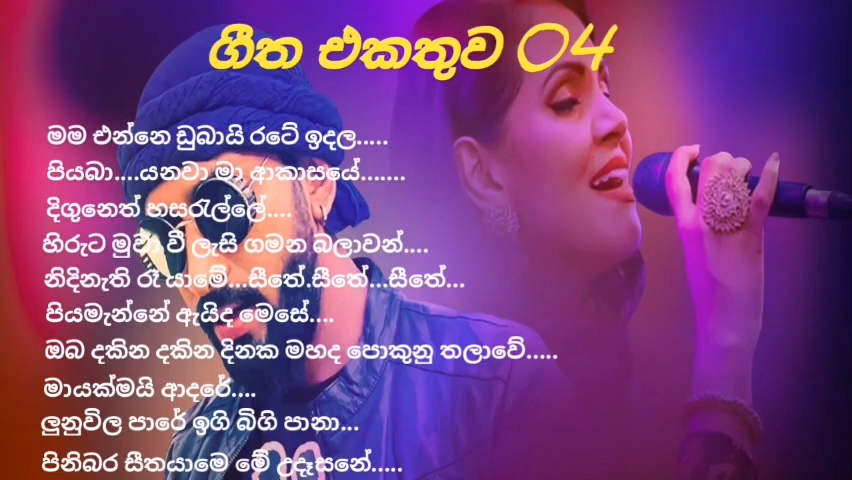 ගීත එකතුව 04
මම එන්නෙ ඩුබායි රටේ ඉදල.....
පියබා....යනවා මා ආකාසයේ.......
දිගුනෙත් හසරැල්ලේ....
හිරුට මුවා වී ලැසි ගමන බලාවන්....
නිදිනැති රෑ යාමේ...සීතේ.සීතේ...සීතේ...
පියමැන්නේ ඇයිද මෙසේ....
ඔබ දකින දකින දිනක මහද පොකුනු තලාවේ.....
මායක්මයි ආදරේ....
ලුනුවිල පාරේ ඉගි බිගි පානා...
පිනිබර සීතයාමෙ මේ උදෑසනේ.....